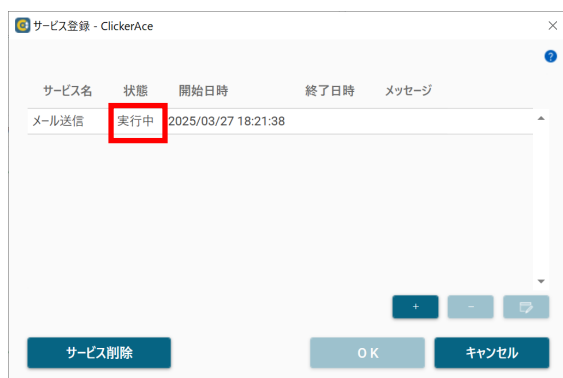 サービス登録 - ClickerAce
サービス名 状態 開始日時 終了日時 メッセージ
メール送信 実行中 2025/03/27 18:21:38
サービス削除 O K キャンセル